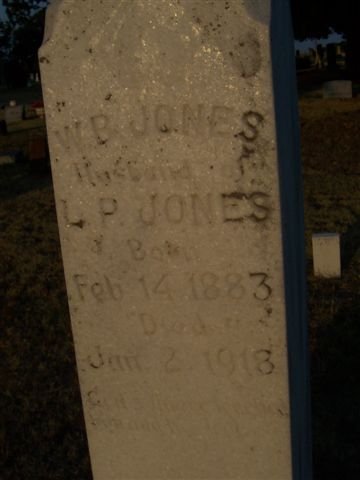 W.P. JONES
Husband of
L.P. JONES
Born
Feb 14 1883
Died
Jan 2 1918